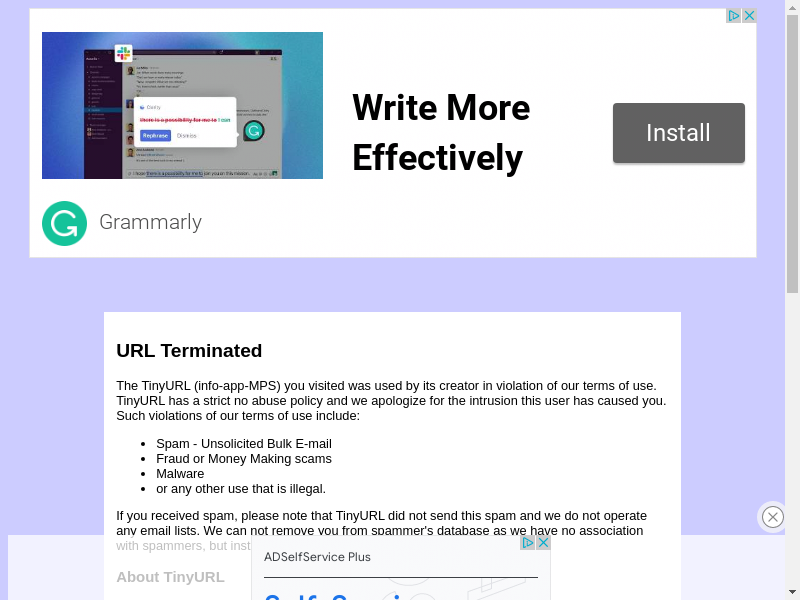 Write More
Effectively
Install
Grammarly
URL Terminated
The TinyURL (info-app-MPS) you visited was used by its creator in violation of our terms of use.
TinyURL has a strict no abuse policy and we apologize for the intrusion this user has caused you.
Such violations of our terms of use include:
• Spam - Unsolicited Bulk E-mail
• Fraud or Money Making scams
• Malware
• or any other use that is illegal.
If you received spam, please note that TinyURL did not send this spam and we do not operate
any email lists. We can not remove you from spammer's database as we have no association
with spammers, but inst
ADSelfService Plus
About TinyURL